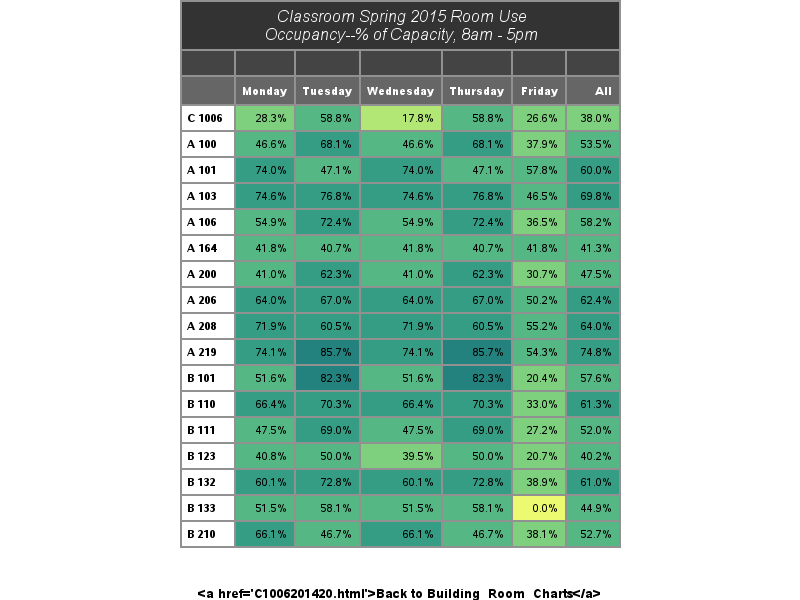 Classroom Spring 2015 Room Use
Occupancy--% of Capacity, 8am - 5pm
Monday Tuesday Wednesday Thursday Friday All
C 1006 28.3% 58.8% 17.8% 58.8% 26.6% 38.0%
A 100 46.6% 68.1% 46.6% 68.1% 37.9% 53.5%
A 101 74.0% 47.1% 74.0% 47.1% 57.8% 60.0%
A 103 74.6% 76.8% 74.6% 76.8% 46.5% 69.8%
A 106 54.9% 72.4% 54.9% 72.4% 36.5% 58.2%
A 164 41.8% 40.7% 41.8% 40.7% 41.8% 41.3%
A 200 41.0% 62.3% 41.0% 62.3% 30.7% 47.5%
A 206 64.0% 67.0% 64.0% 67.0% 50.2% 62.4%
A 208 71.9% 60.5% 71.9% 60.5% 55.2% 64.0%
A 219 74.1% 85.7% 74.1% 85.7% 54.3% 74.8%
B 101 51.6% 82.3% 51.6% 82.3% 20.4% 57.6%
B 110 66.4% 70.3% 66.4% 70.3% 33.0% 61.3%
B 111 47.5% 69.0% 47.5% 69.0% 27.2% 52.0%
B 123 40.8% 50.0% 39.5% 50.0% 20.7% 40.2%
B 132 60.1% 72.8% 60.1% 72.8% 38.9% 61.0%
B 133 51.5% 58.1% 51.5% 58.1% 0.0% 44.9%
B 210 66.1% 46.7% 66.1% 46.7% 38.1% 52.7%
<a href='C1006201420.html'>Back to Building_Room_Charts</a>